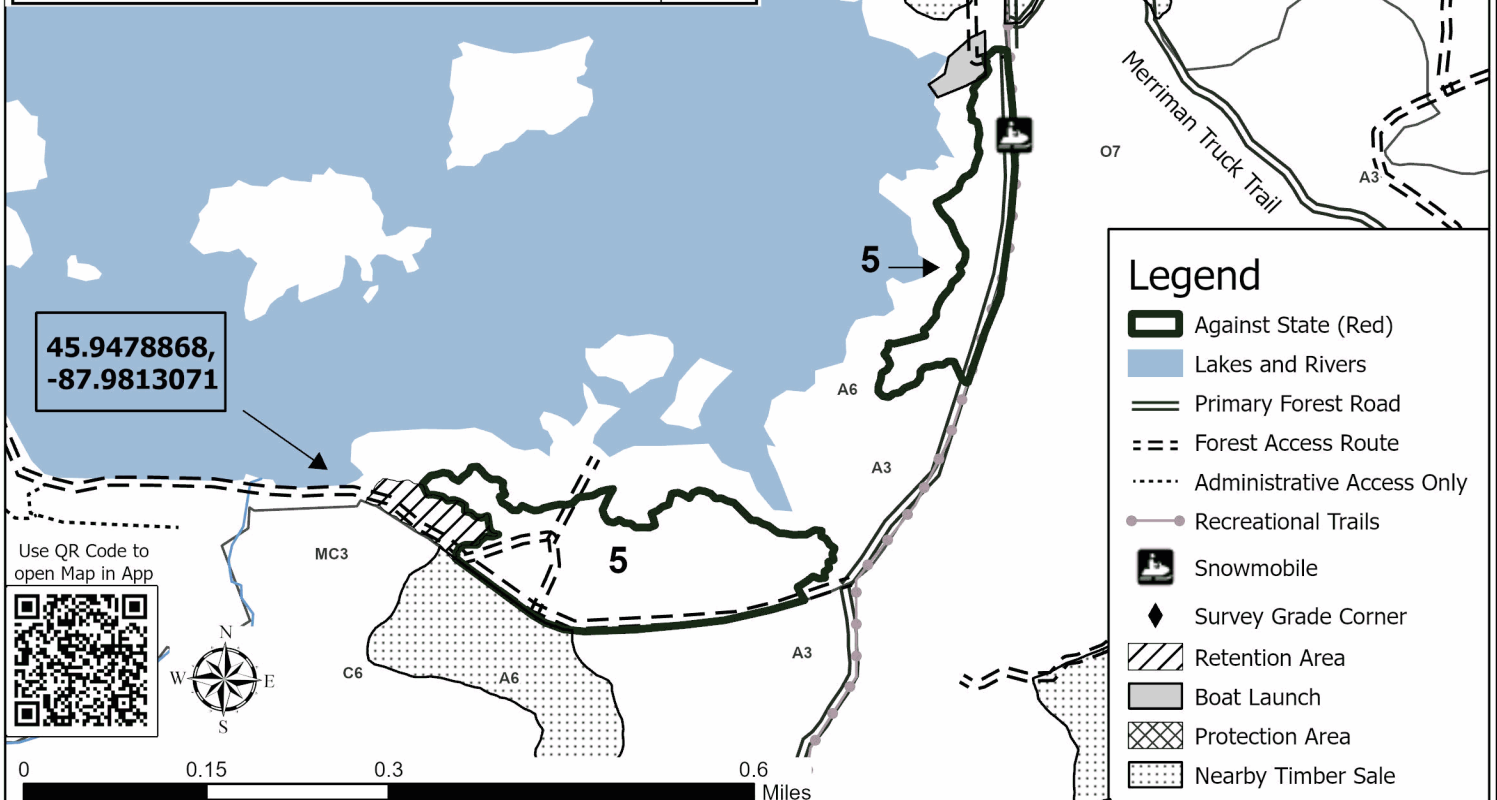 Merriman Truck Trail
O7
A3
5
45.9478868,
-87.9813071
A6
A3
MC3
5
Use QR Code to
open Map in App
N
W
E
S
C6
A6
A3
0
0.15
0.3
0.6
Miles
Legend
Against State (Red)
Lakes and Rivers
Primary Forest Road
Forest Access Route
Administrative Access Only
Recreational Trails
Snowmobile
Survey Grade Corner
Retention Area
Boat Launch
Protection Area
Nearby Timber Sale